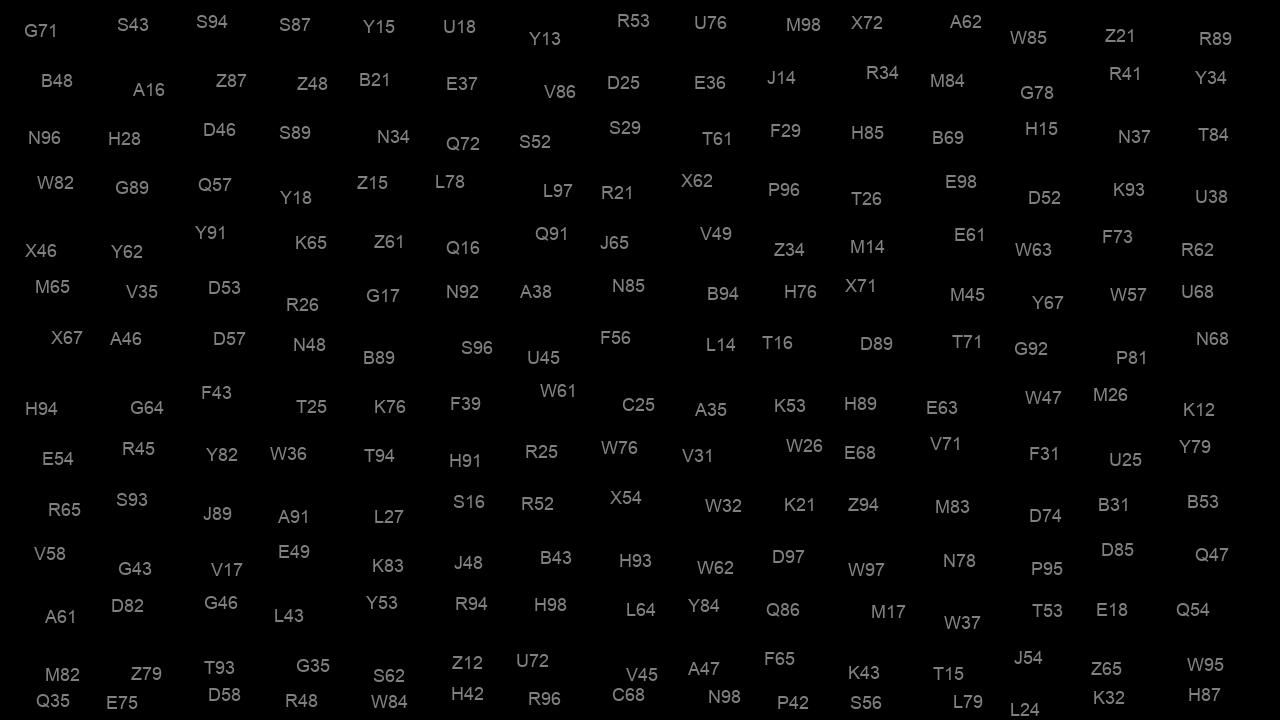 G71 S43 S94 S87 Y15 U18 Y13 R53 U76 M98 X72 A62 W85 Z21 R89
B48 A16 Z87 Z48 B21 E37 V86 D25 E36 J14 R34 M84 G78 R41 Y34
N96 H28 D46 S89 N34 Q72 S52 S29 T61 F29 H85 B69 H15 N37 T84
W82 G89 Q57 Y18 Z15 L78 L97 R21 X62 P96 T26 E98 D52 K93 U38
X46 Y62 Y91 K65 Z61 Q16 Q91 J65 V49 Z34 M14 E61 W63 F73 R62
M65 V35 D53 R26 G17 N92 A38 N85 B94 H76 X71 M45 Y67 W57 U68
X67 A46 D57 N48 B89 S96 U45 F56 L14 T16 D89 T71 G92 P81 N68
H94 G64 F43 T25 K76 F39 W61 C25 A35 K53 H89 E63 W47 M26 K12
E54 R45 Y82 W36 T94 H91 R25 W76 V31 W26 E68 V71 F31 U25 Y79
R65 S93 J89 A91 L27 S16 R52 X54 W32 K21 Z94 M83 D74 B31 B53
V58 G43 V17 E49 K83 J48 B43 H93 W62 D97 W97 N78 P95 D85 Q47
A61 D82 G46 L43 Y53 R94 H98 L64 Y84 Q86 M17 W37 T53 E18 Q54
M82 Z79 T93 G35 S62 Z12 U72 V45 A47 F65 K43 T15 J54 Z65 W95
Q35 E75 D58 R48 W84 H42 R96 C68 N98 P42 S56 L79 L24 K32 H87